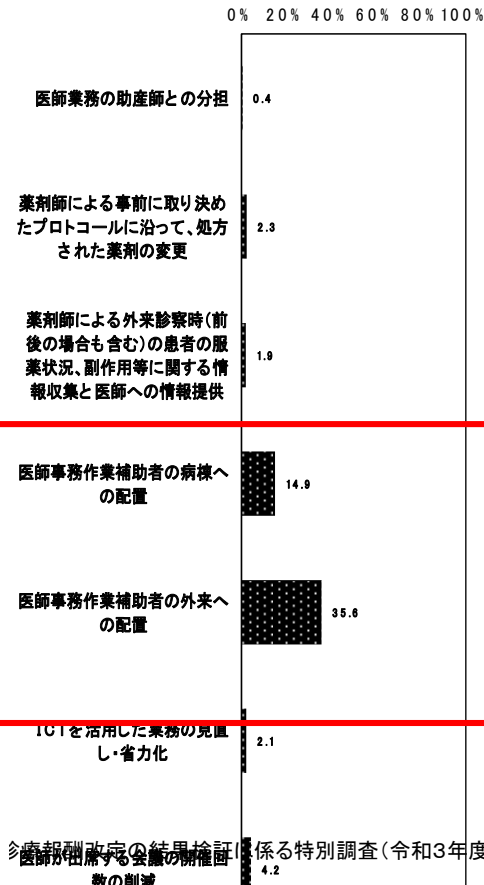 0% 20% 40% 60% 80% 100%
医師業務の助産師との分担
0.4
薬剤師による事前に取り決め
たプロトコールに沿って、処方
された薬剤の変更
2.3
薬剤師による外来診察時(前
後の場合も含む)の患者の服
薬状況、副作用等に関する情
報収集と医師への情報提供
1.9
医師事務作業補助者の病棟へ
の配置
14.9
医師事務作業補助者の外来へ
の配置
35.6
ICTを活用した業務の見直
し・省力化
2.1
医師が出席する会議の開催回
数の削減
4.2
診療報酬改定の結果検証に係る特別調査(令和3年度